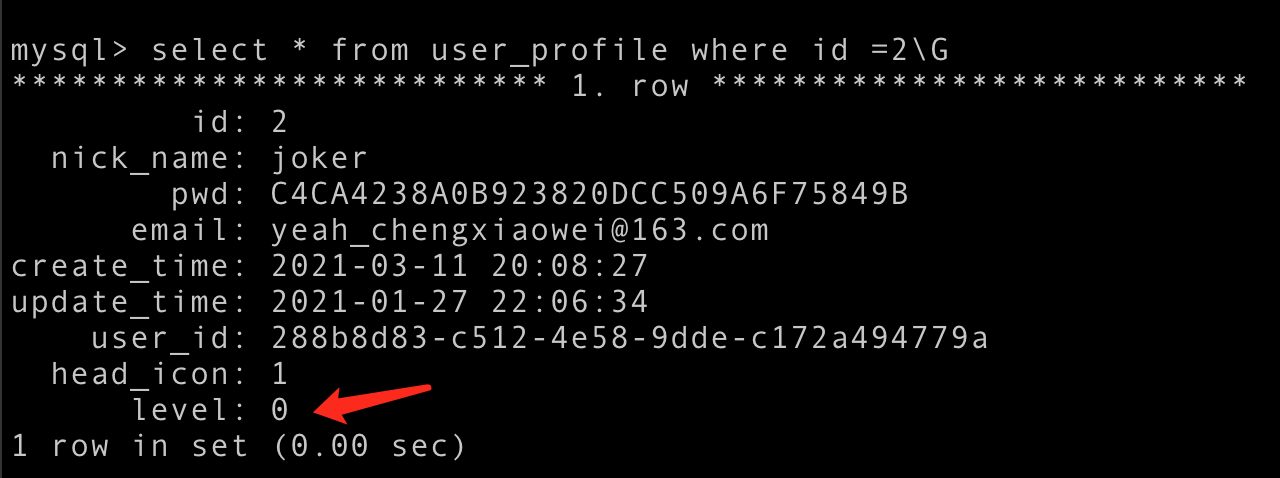 mysql> select * from user_profile where id =2\G
*************************** 1. row ***************************
id: 2
nick_name: joker
pwd: C4CA4238A0B923820DCC509A6F75849B
email: yeah_chengxiaowei@163.com
create_time: 2021-03-11 20:08:27
update_time: 2021-01-27 22:06:34
user_id: 288b8d83-c512-4e58-9dde-c172a494779a
head_icon: 1
level: 0
1 row in set (0.00 sec)